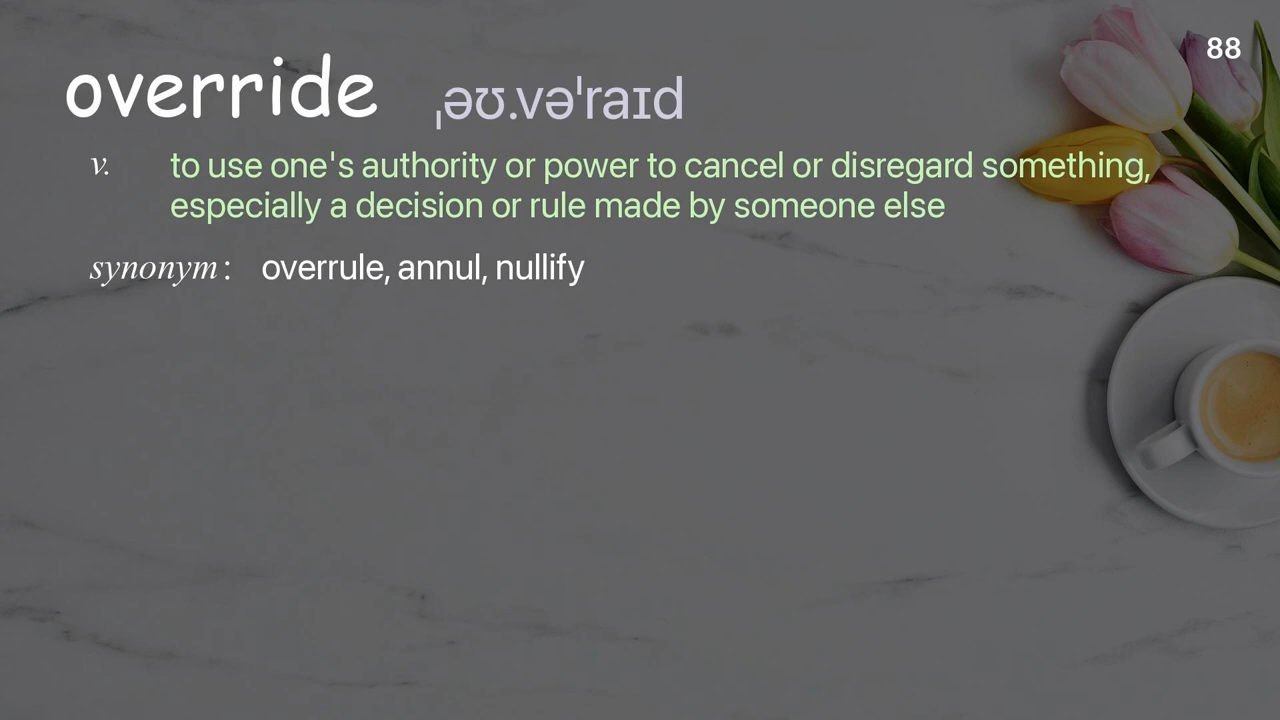 88
override ˌəʊ.vəˈraɪd
v. to use one's authority or power to cancel or disregard something,
especially a decision or rule made by someone else
synonym: overrule, annul, nullify